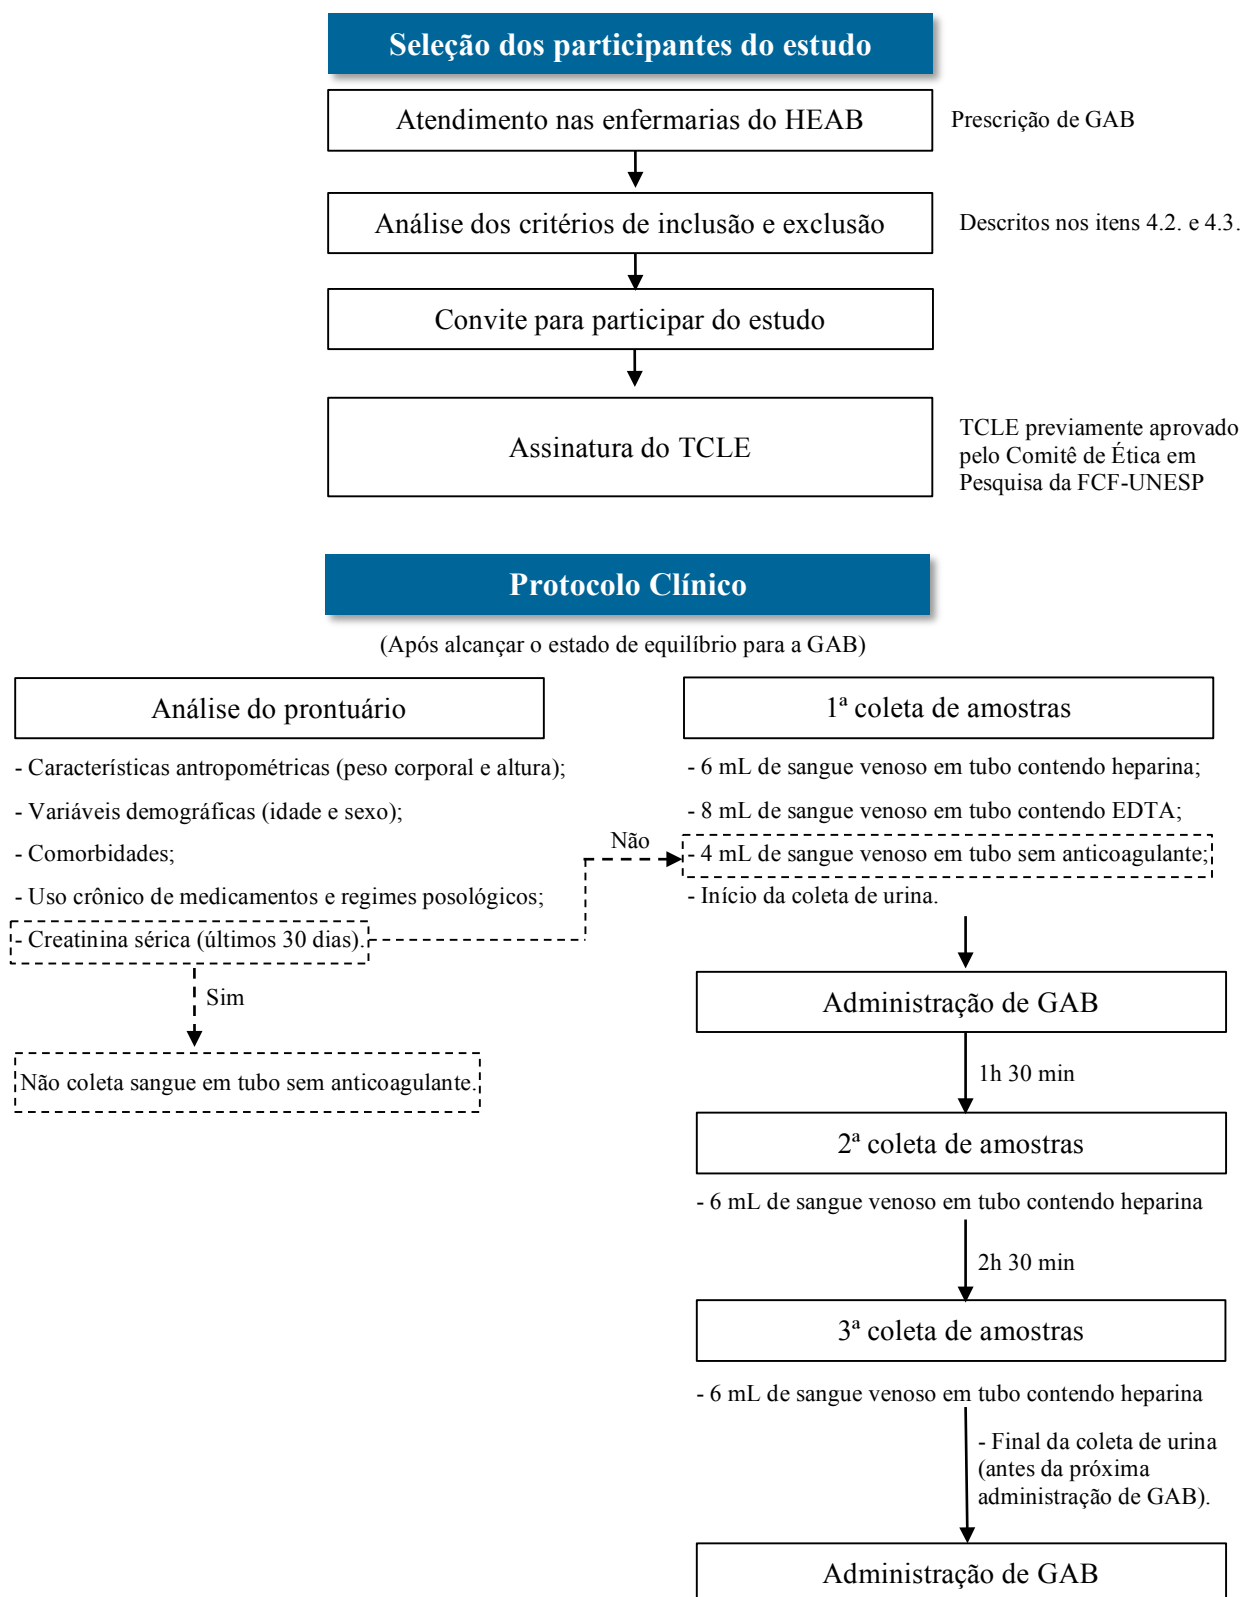 Seleção dos participantes do estudo
Atendimento nas enfermarias do HEAB
Prescrição de GAB
Análise dos critérios de inclusão e exclusão
Descritos nos itens 4.2. e 4.3.
Convite para participar do estudo
Assinatura do TCLE
TCLE previamente aprovado
pelo Comitê de Ética em
Pesquisa da FCF-UNESP
Protocolo Clínico
(Após alcançar o estado de equilíbrio para a GAB)
Análise do prontuário
- Características antropométricas (peso corporal e altura);
- Variáveis demográficas (idade e sexo);
- Comorbidades;
- Uso crônico de medicamentos e regimes posológicos;
- Creatinina sérica (últimos 30 dias).
Sim
Não coleta sangue em tubo sem anticoagulante.
Não
1ª coleta de amostras
- 6 mL de sangue venoso em tubo contendo heparina;
- 8 mL de sangue venoso em tubo contendo EDTA;
- 4 mL de sangue venoso em tubo sem anticoagulante;
- Início da coleta de urina.
Administração de GAB
1h 30 min
2ª coleta de amostras
- 6 mL de sangue venoso em tubo contendo heparina
2h 30 min
3ª coleta de amostras
- 6 mL de sangue venoso em tubo contendo heparina
- Final da coleta de urina
(antes da próxima
administração de GAB).
Administração de GAB